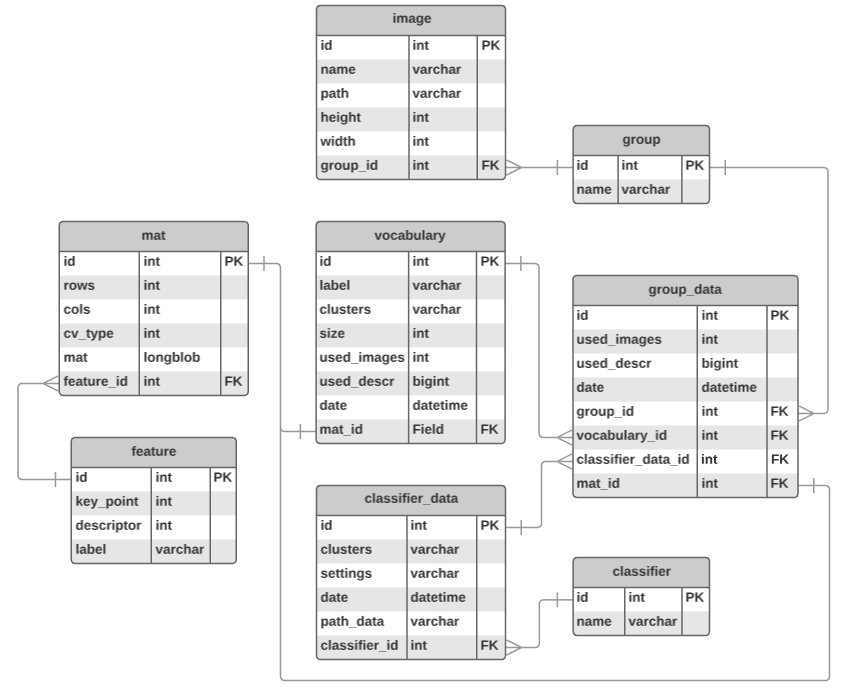 image
id int PK
name varchar
path varchar
height int
width int
group_id int FK
group
id int PK
name varchar
mat
id int PK
rows int
cols int
cv_type int
mat longblob
feature_id int FK
vocabulary
id int PK
label varchar
clusters varchar
size int
used_images int
used_descr bigint
date datetime
mat_id Field FK
group_data
id int PK
used_images int
used_descr bigint
date datetime
group_id int FK
vocabulary_id int FK
classifier_data_id int FK
mat_id int FK
feature
id int PK
key_point int
descriptor int
label varchar
classifier_data
id int PK
clusters varchar
settings varchar
date datetime
path_data varchar
classifier_id int FK
classifier
id int PK
name varchar